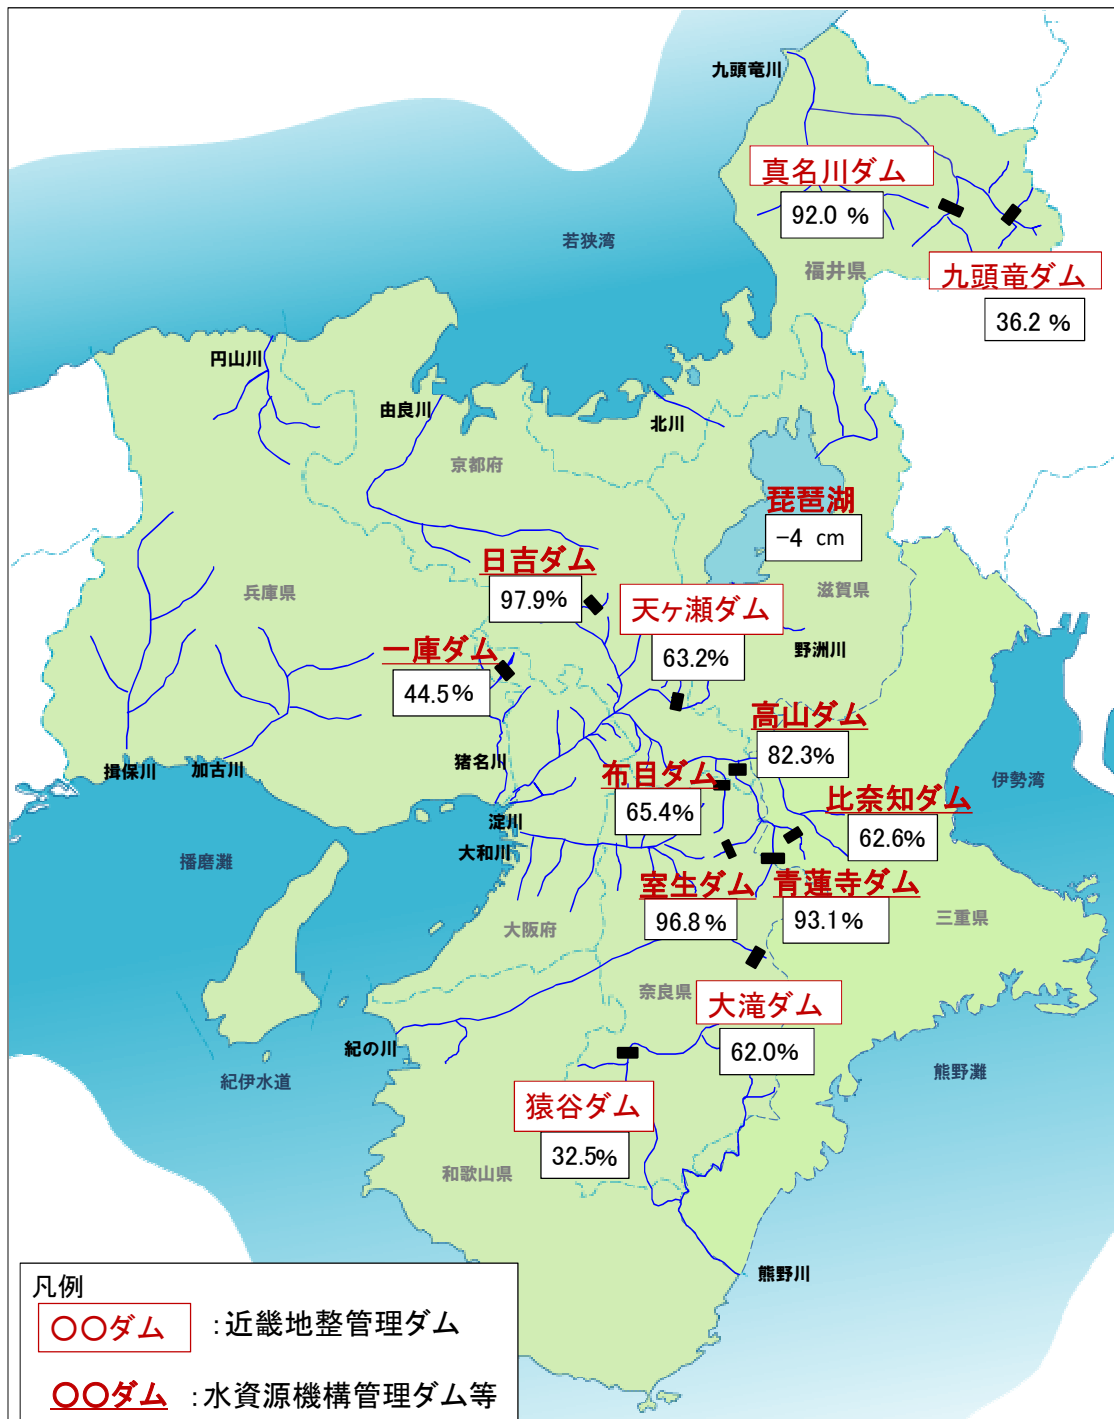 九頭竜川
真名川ダム
92.0 %
若狭湾
福井県
九頭竜ダム
36.2 %
円山川
由良川
北川
京都府
琵琶湖
-4 cm
日吉ダム
97.9%
兵庫県
天ヶ瀬ダム
63.2%
滋賀県
野洲川
一庫ダム
44.5%
高山ダム
82.3%
猪名川
揖保川
加古川
布目ダム
65.4%
伊勢湾
比奈知ダム
62.6%
淀川
大和川
播磨灘
室生ダム
96.8%
青蓮寺ダム
93.1%
大阪府
三重県
奈良県
大滝ダム
62.0%
紀の川
紀伊水道
熊野灘
猿谷ダム
32.5%
和歌山県
熊野川
凡例
〇〇ダム :近畿地整管理ダム
〇〇ダム :水資源機構管理ダム等